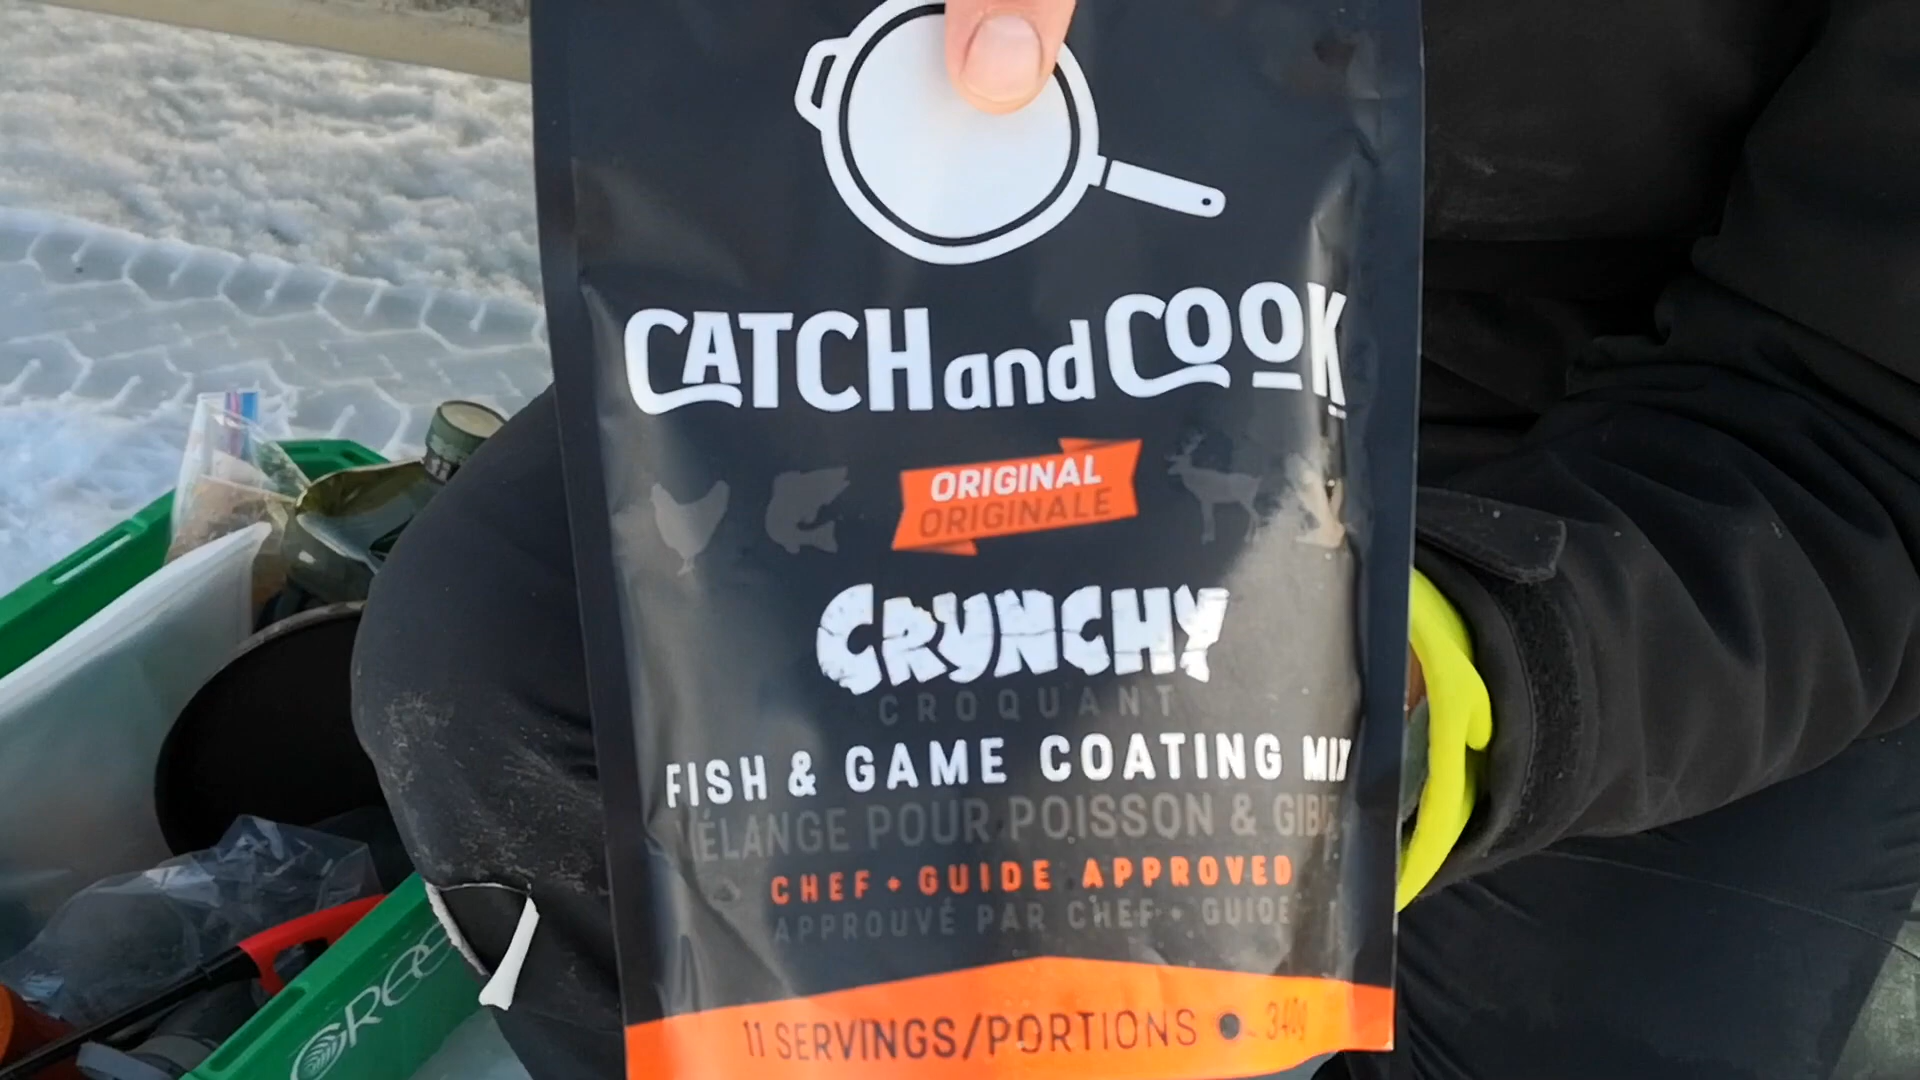 CATCH and COOK
ORIGINAL
ORIGINALE
CRUNCHY
CROQUANT
FISH & GAME COATING MIX
MÉLANGE POUR POISSON &
CHEF + GUIDE APPROVED
APPROUVÉ PAR CHEF + GUIDE
11 SERVINGS/PORTIONS • 340g